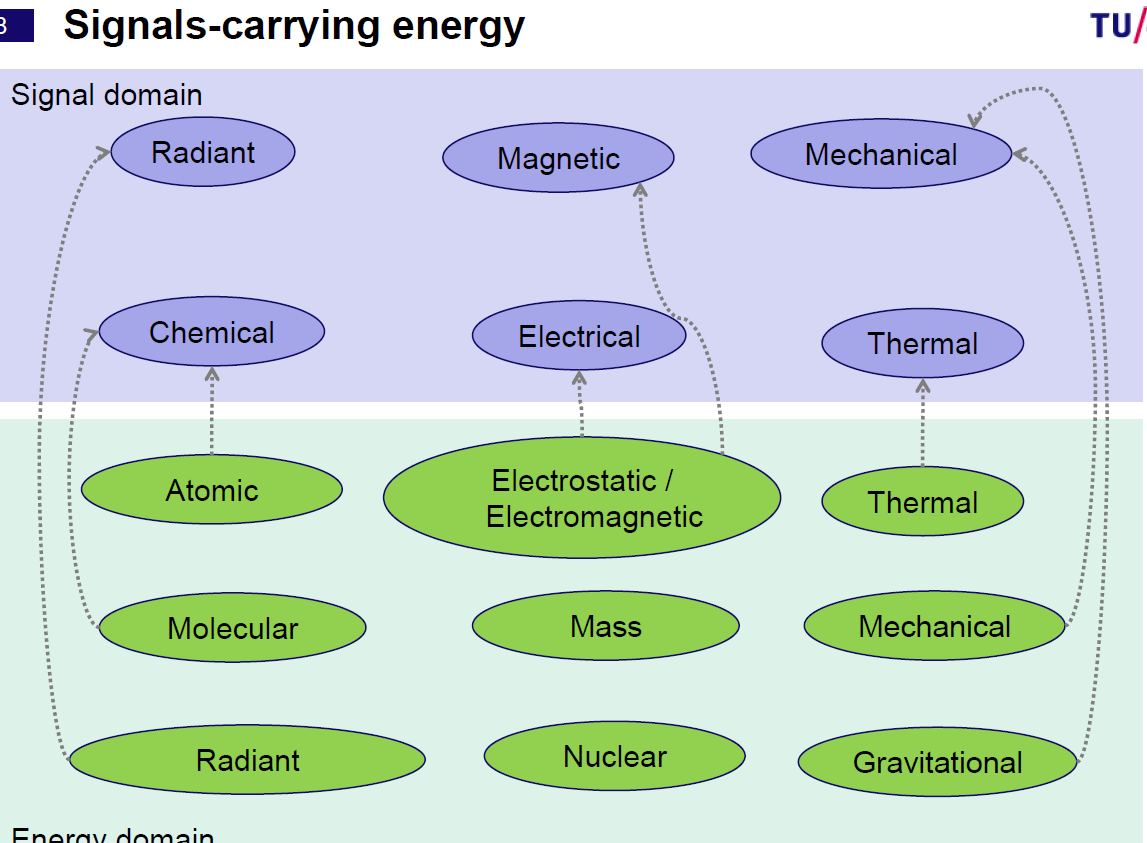 3
Signals-carrying energy
TU/
Signal domain
Radiant
Magnetic
Mechanical
Chemical
Electrical
Thermal
Atomic
Electrostatic /
Electromagnetic
Thermal
Molecular
Mass
Mechanical
Radiant
Nuclear
Gravitational
Energy domain